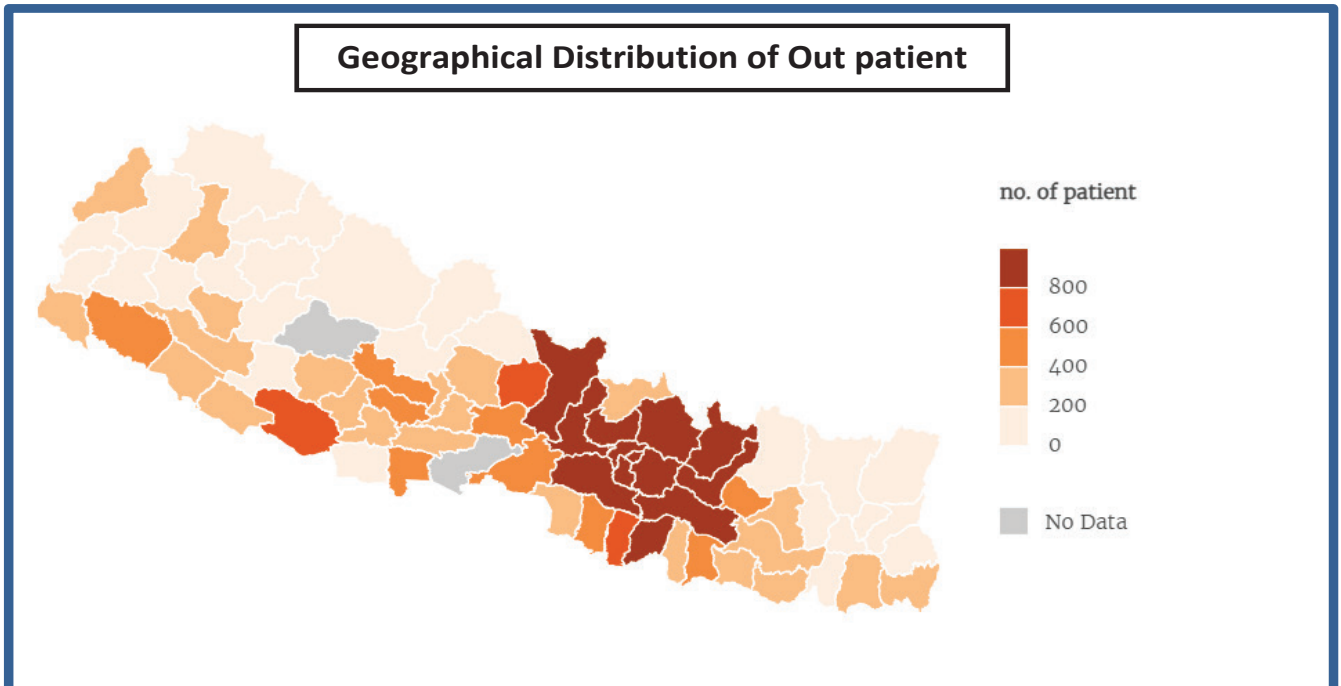 Geographical Distribution of Out patient
no. of patient
800
600
400
200
0
No Data